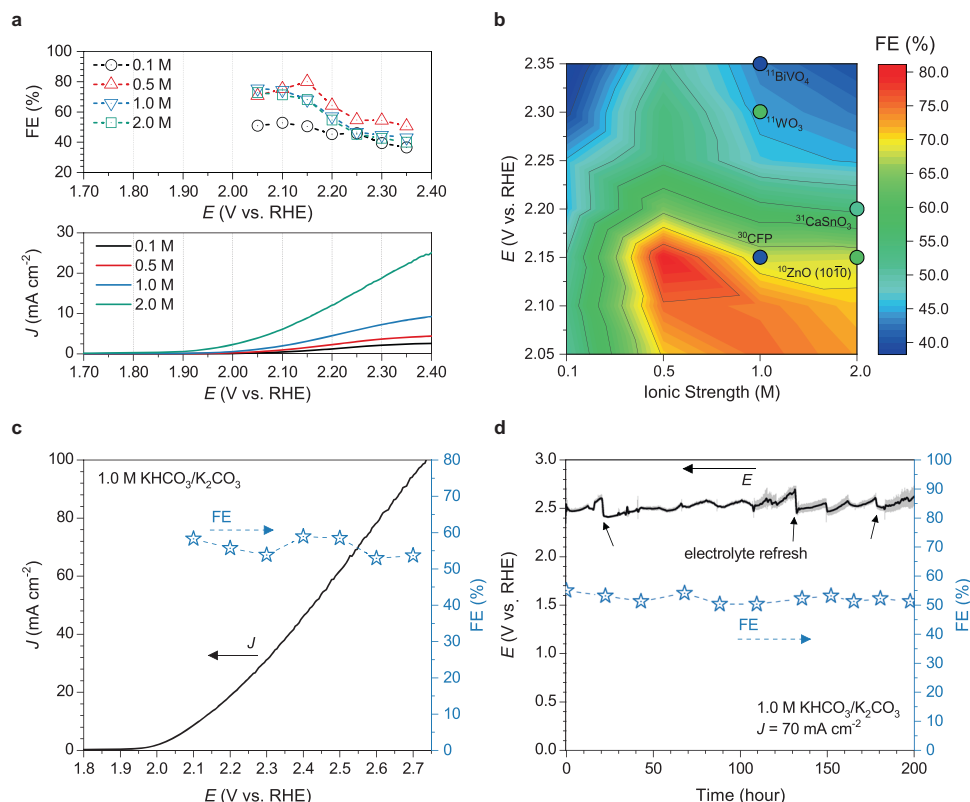 a
100
80
60
40
20
FE (%)
0.1 M
0.5 M
1.0 M
2.0 M
1.70 1.80 1.90 2.00 2.10 2.20 2.30 2.40
E (V vs. RHE)
30
20
10
0
J (mA cm⁻²)
0.1 M
0.5 M
1.0 M
2.0 M
1.70 1.80 1.90 2.00 2.10 2.20 2.30 2.40
E (V vs. RHE)
b
FE (%)
2.35
2.30
2.25
2.20
2.15
2.10
2.05
E (V vs. RHE)
¹¹BiVO₄
¹¹WO₃
³¹CaSnO₃
³⁰CFP
¹⁰ZnO (101̄0)
0.1 0.5 1.0 2.0
Ionic Strength (M)
80.0
75.0
70.0
65.0
60.0
55.0
50.0
45.0
40.0
c
1.0 M KHCO₃/K₂CO₃
100
80
60
40
20
0
J (mA cm⁻²)
FE
J
80
70
60
50
40
30
20
10
0
FE (%)
1.8 1.9 2.0 2.1 2.2 2.3 2.4 2.5 2.6 2.7
E (V vs. RHE)
d
3.0
2.5
2.0
1.5
1.0
0.5
0.0
E (V vs. RHE)
E
electrolyte refresh
FE
1.0 M KHCO₃/K₂CO₃
J = 70 mA cm⁻²
100
90
80
70
60
50
40
30
20
10
0
FE (%)
0 50 100 150 200
Time (hour)